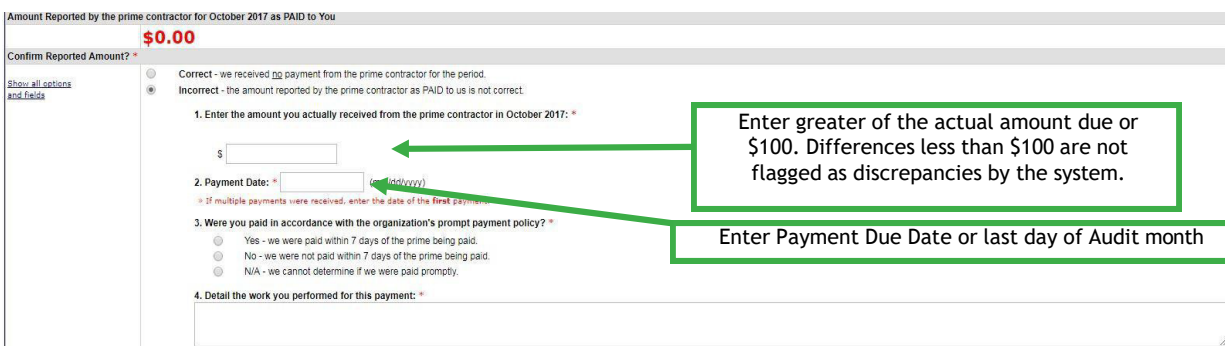 Amount Reported by the prime contractor for October 2017 as PAID to You
$0.00
Confirm Reported Amount? *
Show all options
and fields
Correct - we received no payment from the prime contractor for the period.
Incorrect - the amount reported by the prime contractor as PAID to us is not correct.
1. Enter the amount you actually received from the prime contractor in October 2017: *
$
Enter greater of the actual amount due or
$100. Differences less than $100 are not
flagged as discrepancies by the system.
2. Payment Date: * /dd/yyyy)
* If multiple payments were received, enter the date of the first
Enter Payment Due Date or last day of Audit month
3. Were you paid in accordance with the organization's prompt payment policy? *
Yes - we were paid within 7 days of the prime being paid.
No - we were not paid within 7 days of the prime being paid.
N/A - we cannot determine if we were paid promptly.
4. Detail the work you performed for this payment: *